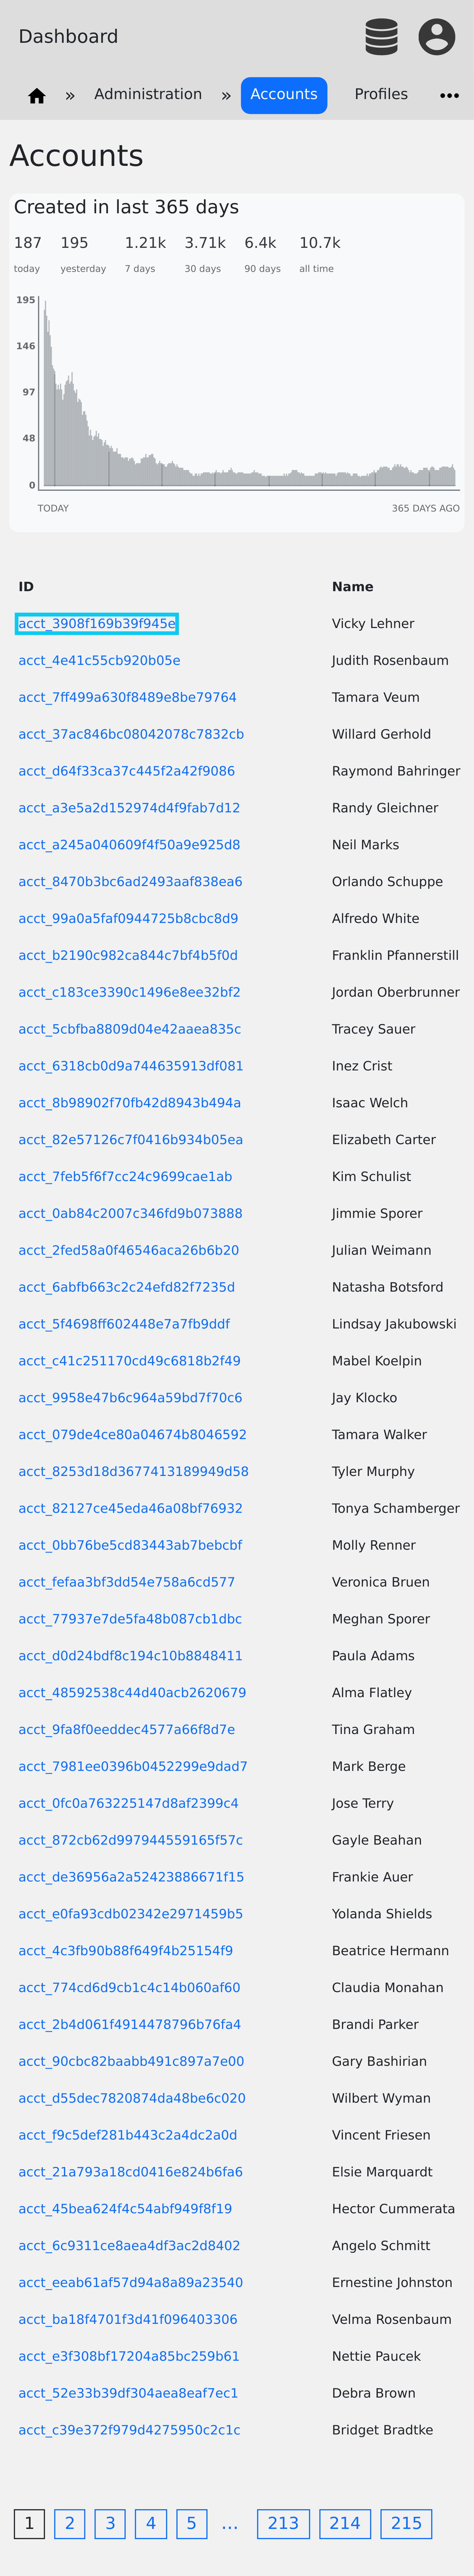 Dashboard
» Administration » Accounts Profiles •••
Accounts
Created in last 365 days
187 195 1.21k 3.71k 6.4k 10.7k
today yesterday 7 days 30 days 90 days all time
195
146
97
48
0
TODAY 365 DAYS AGO
ID Name
acct_3908f169b39f945e Vicky Lehner
acct_4e41c55cb920b05e Judith Rosenbaum
acct_7ff499a630f8489e8be79764 Tamara Veum
acct_37ac846bc08042078c7832cb Willard Gerhold
acct_d64f33ca37c445f2a42f9086 Raymond Bahringer
acct_a3e5a2d152974d4f9fab7d12 Randy Gleichner
acct_a245a040609f4f50a9e925d8 Neil Marks
acct_8470b3bc6ad2493aaf838ea6 Orlando Schuppe
acct_99a0a5faf0944725b8cbc8d9 Alfredo White
acct_b2190c982ca844c7bf4b5f0d Franklin Pfannerstill
acct_c183ce3390c1496e8ee32bf2 Jordan Oberbrunner
acct_5cbfba8809d04e42aaea835c Tracey Sauer
acct_6318cb0d9a744635913df081 Inez Crist
acct_8b98902f70fb42d8943b494a Isaac Welch
acct_82e57126c7f0416b934b05ea Elizabeth Carter
acct_7feb5f6f7cc24c9699cae1ab Kim Schulist
acct_0ab84c2007c346fd9b073888 Jimmie Sporer
acct_2fed58a0f46546aca26b6b20 Julian Weimann
acct_6abfb663c2c24efd82f7235d Natasha Botsford
acct_5f4698ff602448e7a7fb9ddf Lindsay Jakubowski
acct_c41c251170cd49c6818b2f49 Mabel Koelpin
acct_9958e47b6c964a59bd7f70c6 Jay Klocko
acct_079de4ce80a04674b8046592 Tamara Walker
acct_8253d18d3677413189949d58 Tyler Murphy
acct_82127ce45eda46a08bf76932 Tonya Schamberger
acct_0bb76be5cd83443ab7bebcbf Molly Renner
acct_fefaa3bf3dd54e758a6cd577 Veronica Bruen
acct_77937e7de5fa48b087cb1dbc Meghan Sporer
acct_d0d24bdf8c194c10b8848411 Paula Adams
acct_48592538c44d40acb2620679 Alma Flatley
acct_9fa8f0eeddec4577a66f8d7e Tina Graham
acct_7981ee0396b0452299e9dad7 Mark Berge
acct_0fc0a763225147d8af2399c4 Jose Terry
acct_872cb62d997944559165f57c Gayle Beahan
acct_de36956a2a52423886671f15 Frankie Auer
acct_e0fa93cdb02342e2971459b5 Yolanda Shields
acct_4c3fb90b88f649f4b25154f9 Beatrice Hermann
acct_774cd6d9cb1c4c14b060af60 Claudia Monahan
acct_2b4d061f4914478796b76fa4 Brandi Parker
acct_90cbc82baabb491c897a7e00 Gary Bashirian
acct_d55dec7820874da48be6c020 Wilbert Wyman
acct_f9c5def281b443c2a4dc2a0d Vincent Friesen
acct_21a793a18cd0416e824b6fa6 Elsie Marquardt
acct_45bea624f4c54abf949f8f19 Hector Cummerata
acct_6c9311ce8aea4df3ac2d8402 Angelo Schmitt
acct_eeab61af57d94a8a89a23540 Ernestine Johnston
acct_ba18f4701f3d41f096403306 Velma Rosenbaum
acct_e3f308bf17204a85bc259b61 Nettie Paucek
acct_52e33b39df304aea8eaf7ec1 Debra Brown
acct_c39e372f979d4275950c2c1c Bridget Bradtke
1 2 3 4 5 … 213 214 215